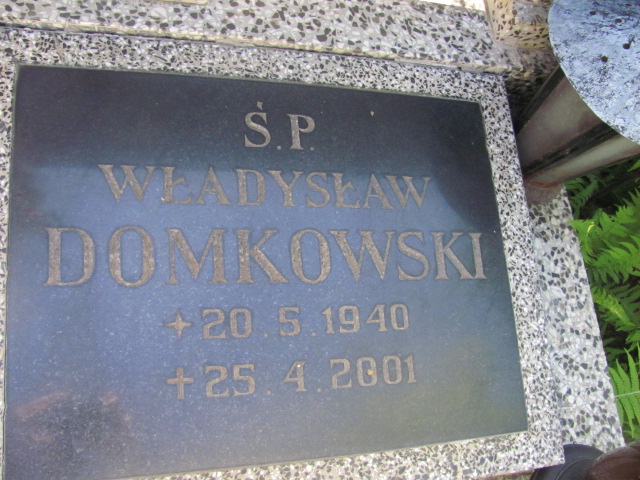 Ś.P.
WŁADYSŁAW
DOMKOWSKI
20.5.1940
✝25.4.2001